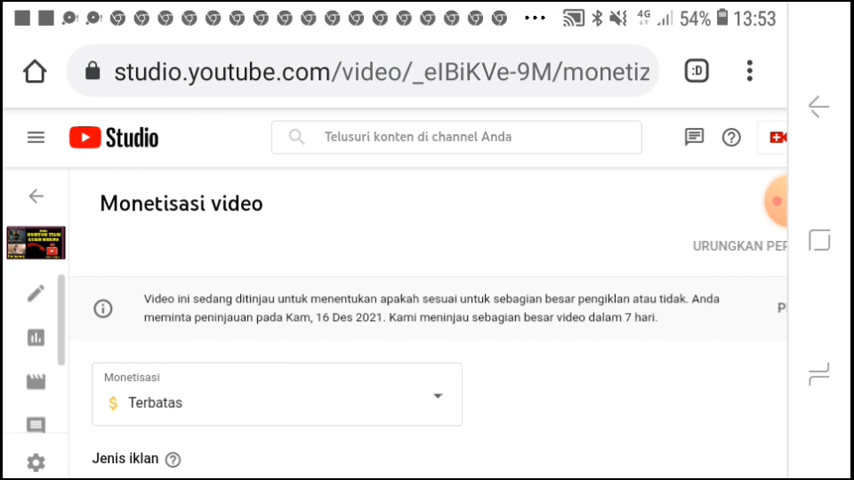 4G 54% 13:53
studio.youtube.com/video/_eIBiKVe-9M/monetiz
:D
Studio
Telusuri konten di channel Anda
Monetisasi video
URUNGKAN PER
Video ini sedang ditinjau untuk menentukan apakah sesuai untuk sebagian besar pengiklan atau tidak. Anda
meminta peninjauan pada Kam, 16 Des 2021. Kami meninjau sebagian besar video dalam 7 hari.
Monetisasi
$ Terbatas
Jenis iklan